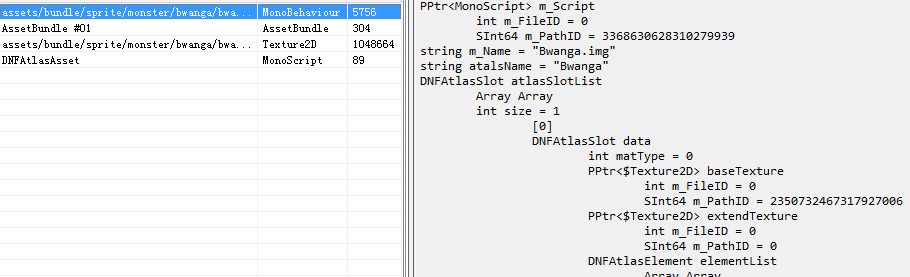 assets/bundle/sprite/monster/bwanga/bwa... MonoBehaviour 5756
AssetBundle #01 AssetBundle 304
assets/bundle/sprite/monster/bwanga/bwa... Texture2D 1048664
DNFAtlasAsset MonoScript 89
PPtr<MonoScript> m_Script
int m_FileID = 0
SInt64 m_PathID = 3368630628310279939
string m_Name = "Bwanga.img"
string atalsName = "Bwanga"
DNFAtlasSlot atlasSlotList
Array Array
int size = 1
[0]
DNFAtlasSlot data
int matType = 0
PPtr<$Texture2D> baseTexture
int m_FileID = 0
SInt64 m_PathID = 2350732467317927006
PPtr<$Texture2D> extendTexture
int m_FileID = 0
SInt64 m_PathID = 0
DNFAtlasElement elementList
Array Array